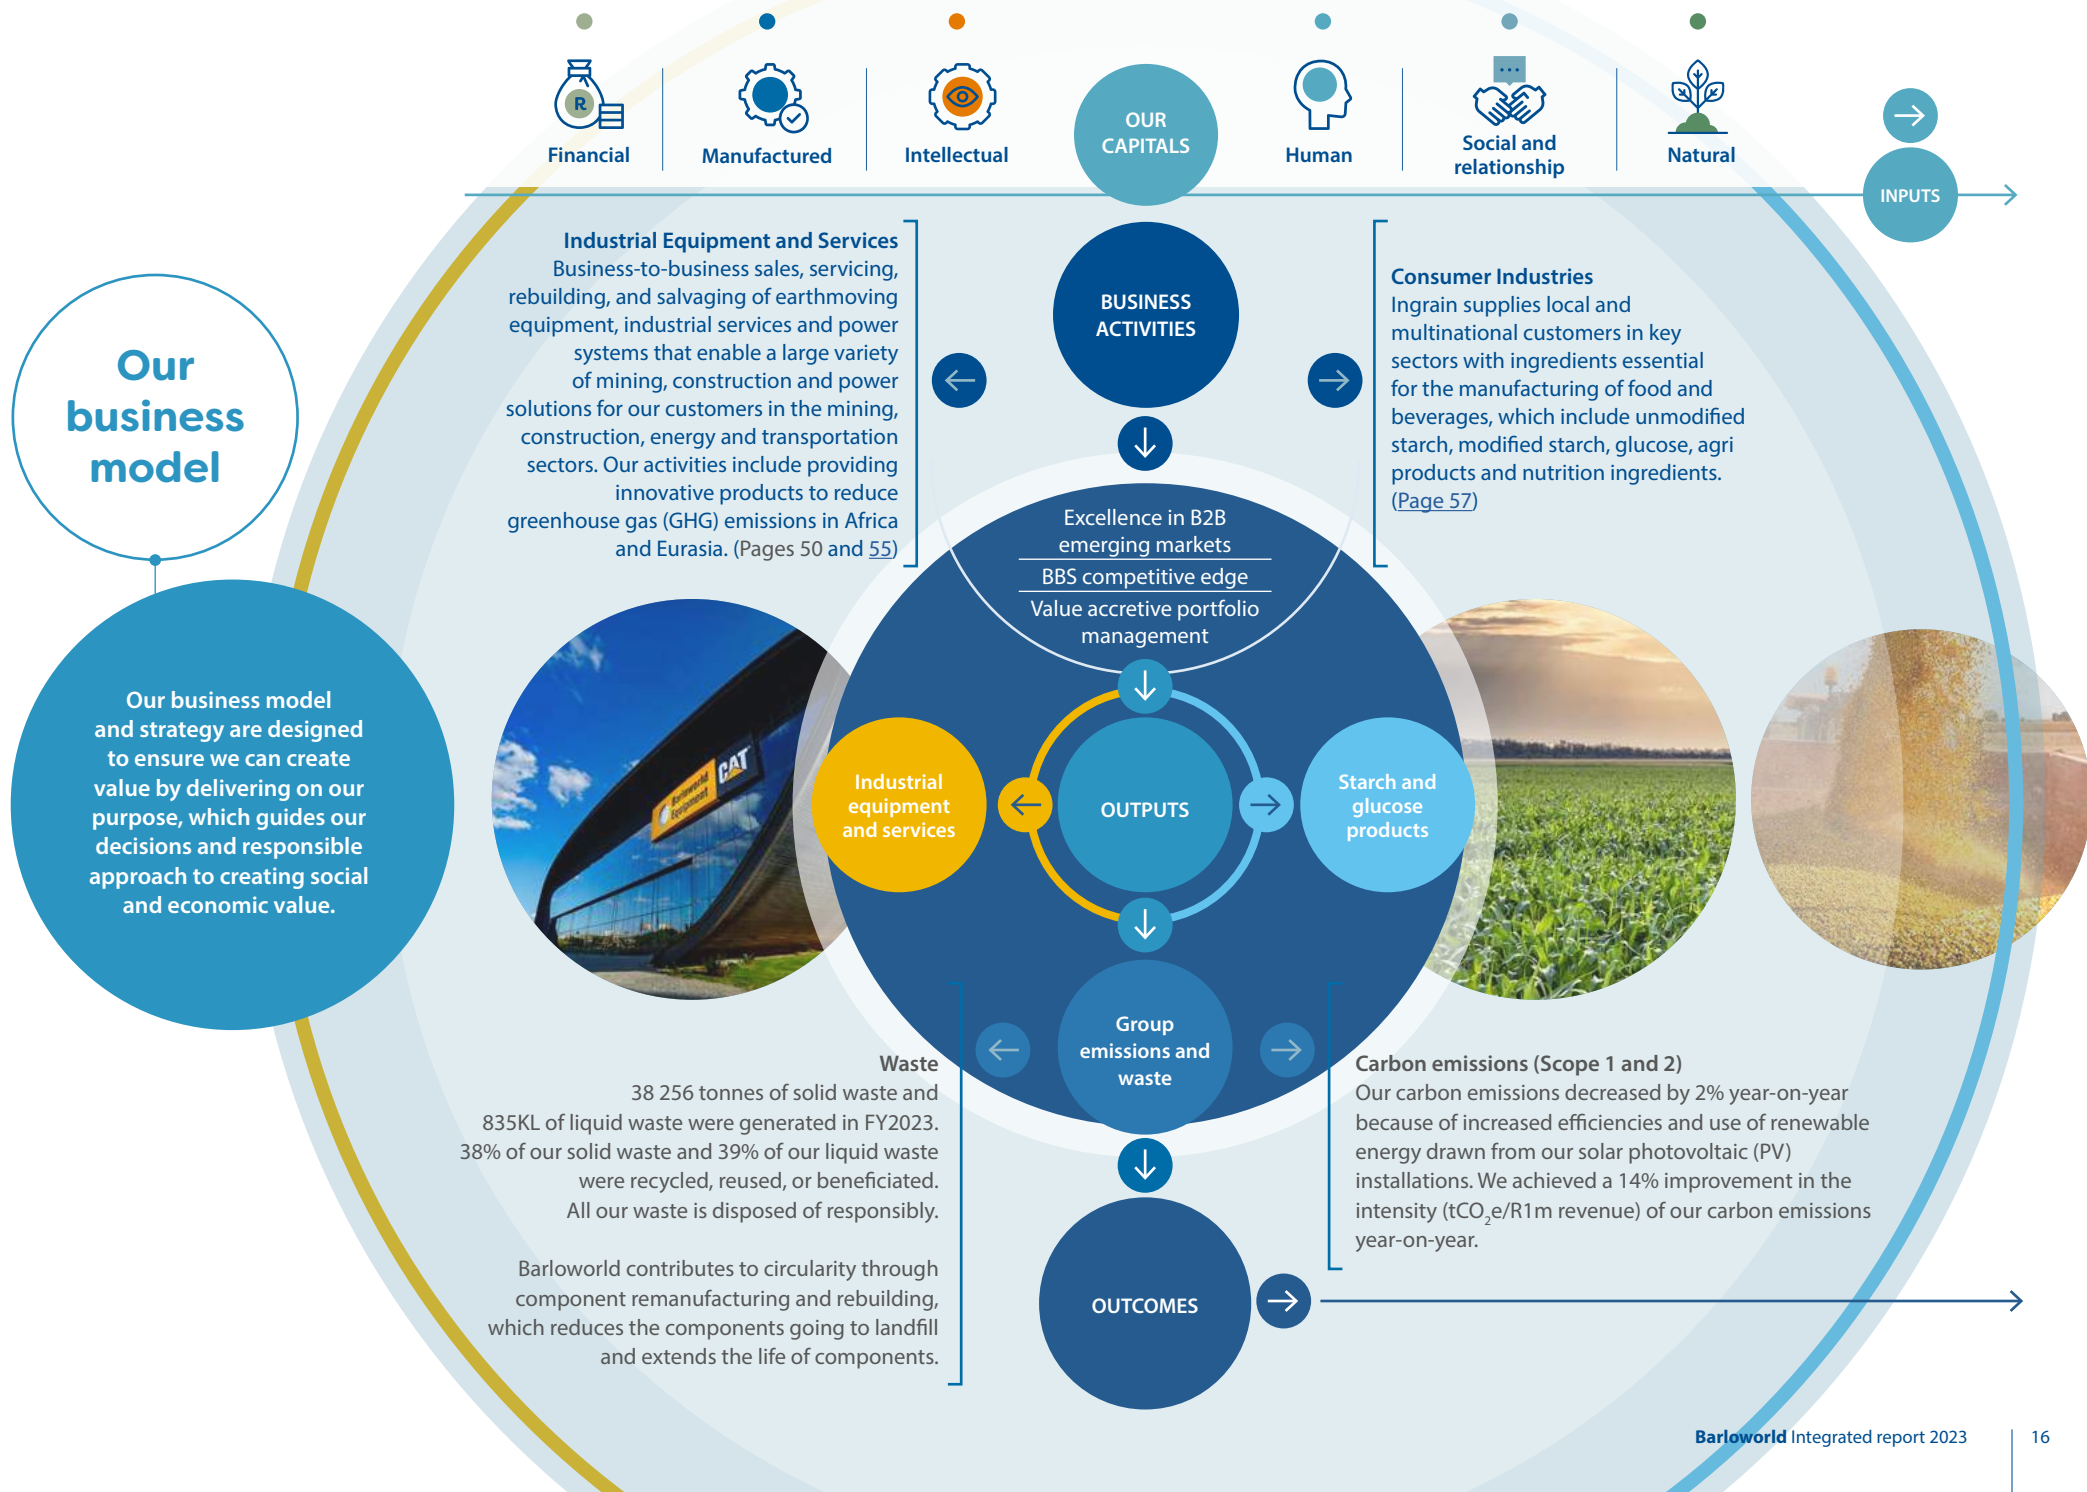 Financial
Manufactured
Intellectual
OUR
CAPITALS
Human
Social and
relationship
Natural
INPUTS
R
Our
business
model
Our business model
and strategy are designed
to ensure we can create
value by delivering on our
purpose, which guides our
decisions and responsible
approach to creating social
and economic value.
BUSINESS
ACTIVITIES
Industrial Equipment and Services
Business-to-business sales, servicing,
rebuilding, and salvaging of earthmoving
equipment, industrial services and power
systems that enable a large variety
of mining, construction and power
solutions for our customers in the mining,
construction, energy and transportation
sectors. Our activities include providing
innovative products to reduce
greenhouse gas (GHG) emissions in Africa
and Eurasia. (Pages 50 and 55)
Consumer Industries
Ingrain supplies local and
multinational customers in key
sectors with ingredients essential
for the manufacturing of food and
beverages, which include unmodified
starch, modified starch, glucose, agri
products and nutrition ingredients.
(Page 57)
Excellence in B2B
emerging markets
BBS competitive edge
Value accretive portfolio
management
Barloworld
Equipment
CAT
Industrial
equipment
and services
OUTPUTS
Starch and
glucose
products
Group
emissions and
waste
Waste
38 256 tonnes of solid waste and
835KL of liquid waste were generated in FY2023.
38% of our solid waste and 39% of our liquid waste
were recycled, reused, or beneficiated.
All our waste is disposed of responsibly.
Barloworld contributes to circularity through
component remanufacturing and rebuilding,
which reduces the components going to landfill
and extends the life of components.
Carbon emissions (Scope 1 and 2)
Our carbon emissions decreased by 2% year-on-year
because of increased efficiencies and use of renewable
energy drawn from our solar photovoltaic (PV)
installations. We achieved a 14% improvement in the
intensity (tCO₂e/R1m revenue) of our carbon emissions
year-on-year.
OUTCOMES
Barloworld Integrated report 2023
16